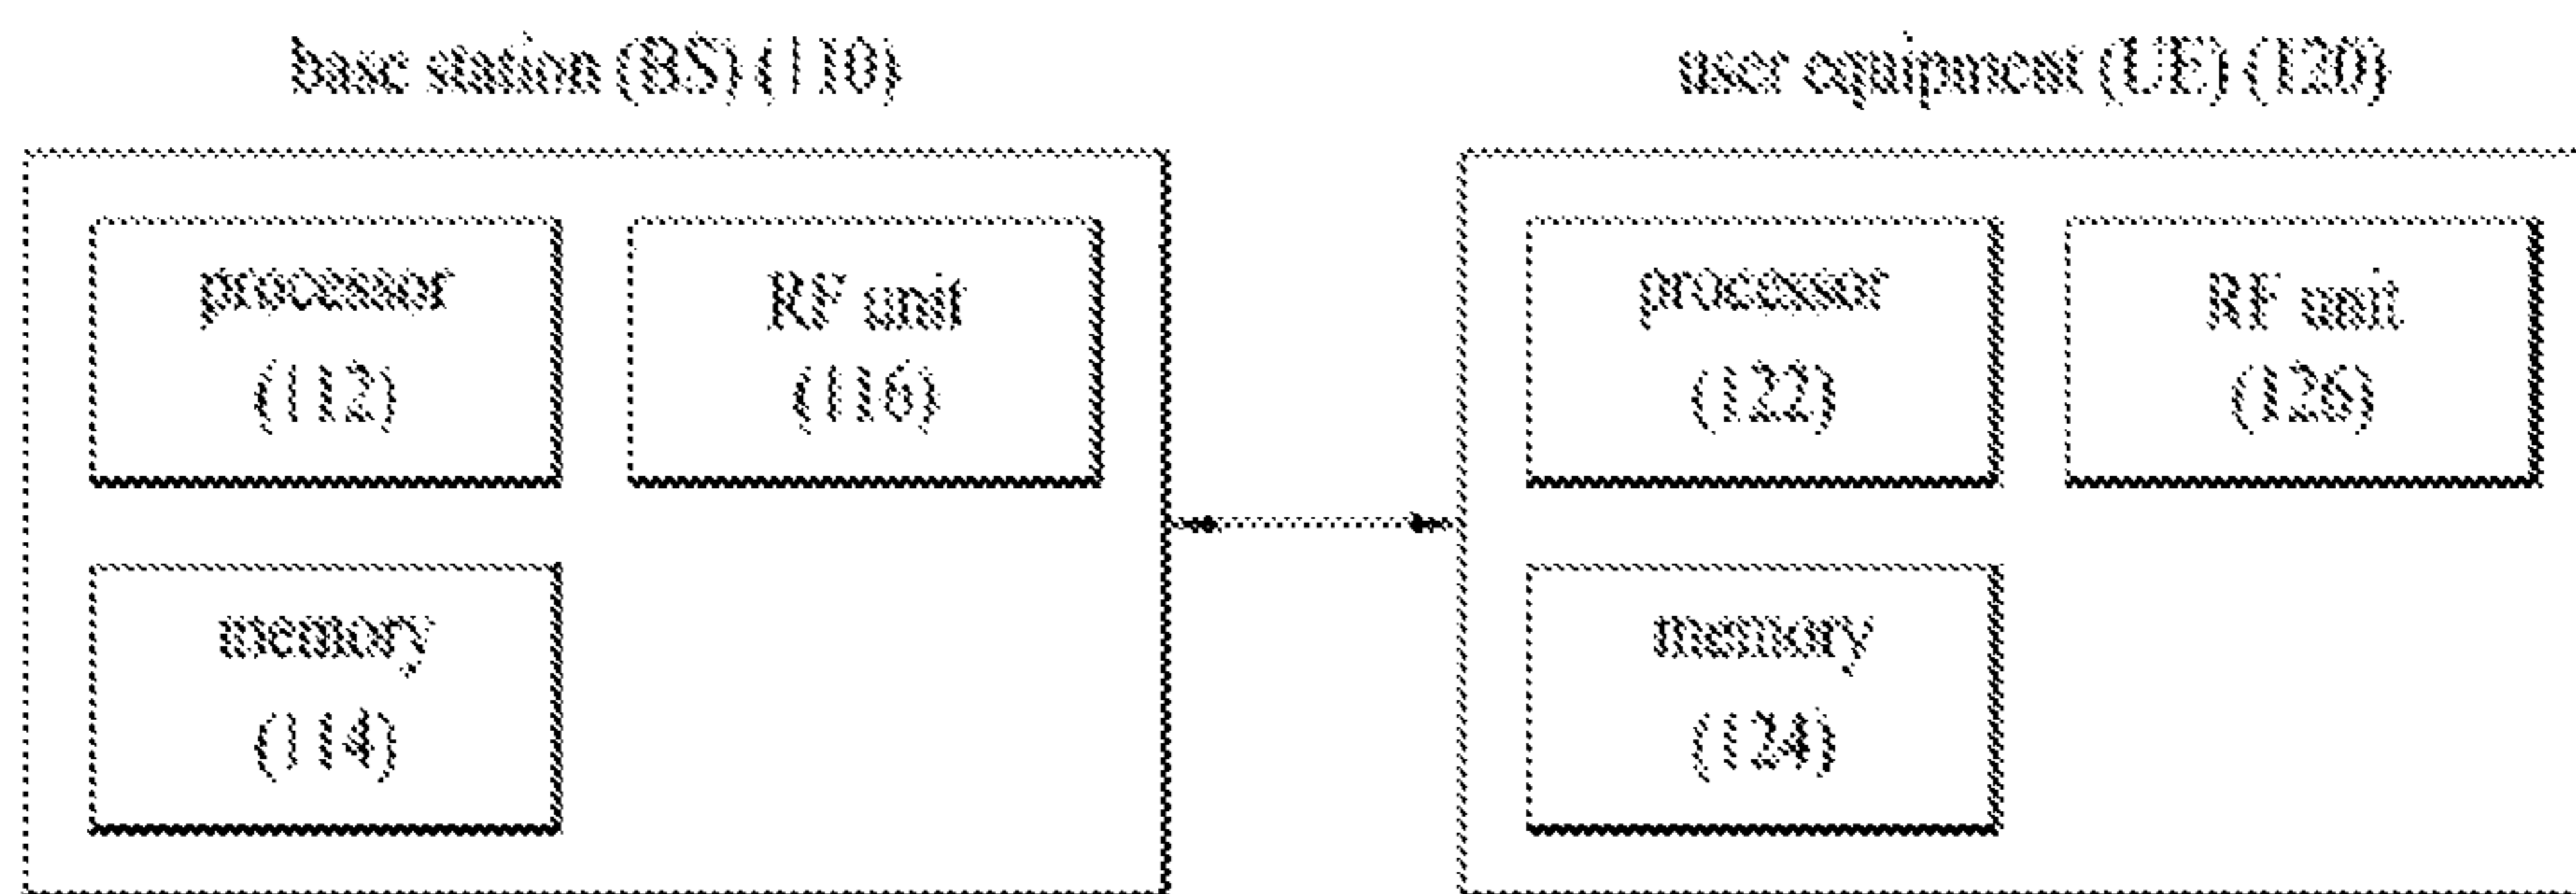 base station (BS) (110)
user equipment (UE) (120)
processor
(112)
RF unit
(116)
memory
(114)
processor
(122)
RF unit
(126)
memory
(124)